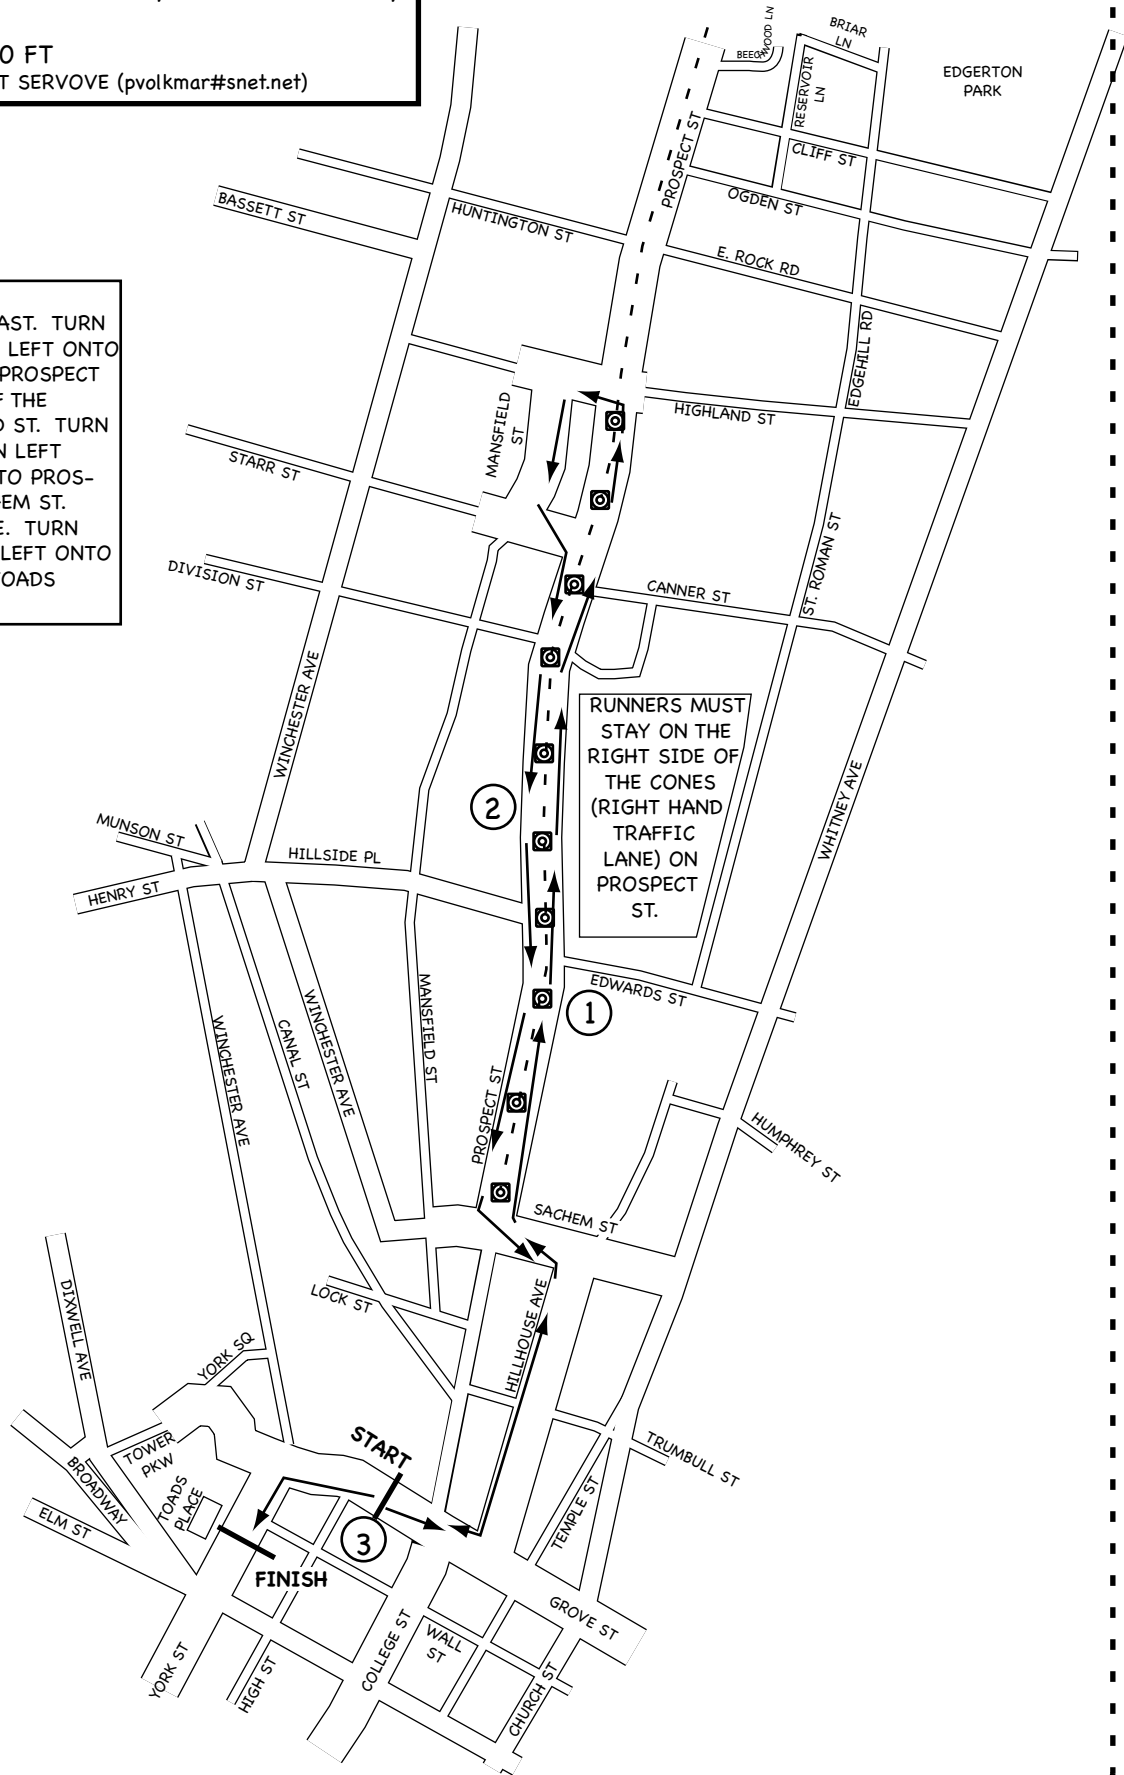 0 FT
T SERVOVE (pvolkmar#snet.net)
AST. TURN
LEFT ONTO
PROSPECT
F THE
D ST. TURN
N LEFT
TO PROS-
EM ST.
E. TURN
LEFT ONTO
OADS
BEECHWOOD LN
BRIAR
LN
RESERVOIR
LN
EDGERTON
PARK
PROSPECT ST
CLIFF ST
OGDEN ST
BASSETT ST
HUNTINGTON ST
E. ROCK RD
EDGEHILL RD
MANSFIELD
ST
HIGHLAND ST
STARR ST
ST. ROMAN ST
DIVISION ST
CANNER ST
WINCHESTER AVE
RUNNERS MUST
STAY ON THE
RIGHT SIDE OF
THE CONES
(RIGHT HAND
TRAFFIC
LANE) ON
PROSPECT
ST.
WHITNEY AVE
2
MUNSON ST
HILLSIDE PL
HENRY ST
EDWARDS ST
1
MANSFIELD ST
WINCHESTER AVE
CANAL ST
WINCHESTER AVE
PROSPECT ST
HUMPHREY ST
SACHEM ST
LOCK ST
HILLHOUSE AVE
DIXWELL AVE
YORK SQ
START
TRUMBULL ST
TOWER
PKW
BROADWAY
TOADS
PLACE
TEMPLE ST
ELM ST
3
FINISH
GROVE ST
WALL
ST
COLLEGE ST
YORK ST
HIGH ST
CHURCH ST